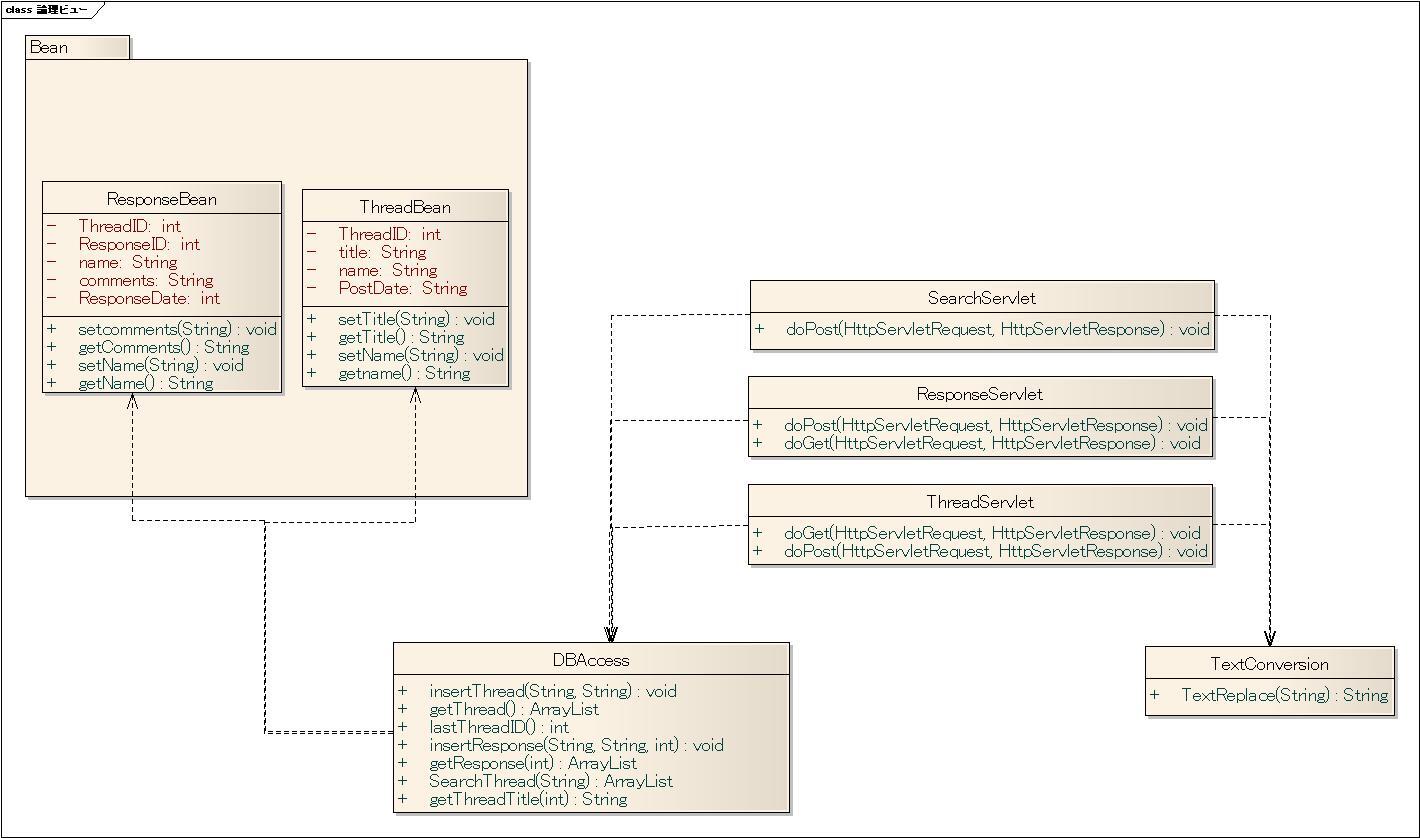 class 論理ビュー
Bean
ResponseBean
- ThreadID: int
- ResponseID: int
- name: String
- comments: String
- ResponseDate: int
+ setcomments(String) : void
+ getComments() : String
+ setName(String) : void
+ getName() : String
ThreadBean
- ThreadID: int
- title: String
- name: String
- PostDate: String
+ setTitle(String) : void
+ getTitle() : String
+ setName(String) : void
+ getname() : String
SearchServlet
+ doPost(HttpServletRequest, HttpServletResponse) : void
ResponseServlet
+ doPost(HttpServletRequest, HttpServletResponse) : void
+ doGet(HttpServletRequest, HttpServletResponse) : void
ThreadServlet
+ doGet(HttpServletRequest, HttpServletResponse) : void
+ doPost(HttpServletRequest, HttpServletResponse) : void
DBAccess
+ insertThread(String, String) : void
+ getThread() : ArrayList
+ lastThreadID() : int
+ insertResponse(String, String, int) : void
+ getResponse(int) : ArrayList
+ SearchThread(String) : ArrayList
+ getThreadTitle(int) : String
TextConversion
+ TextReplace(String) : String